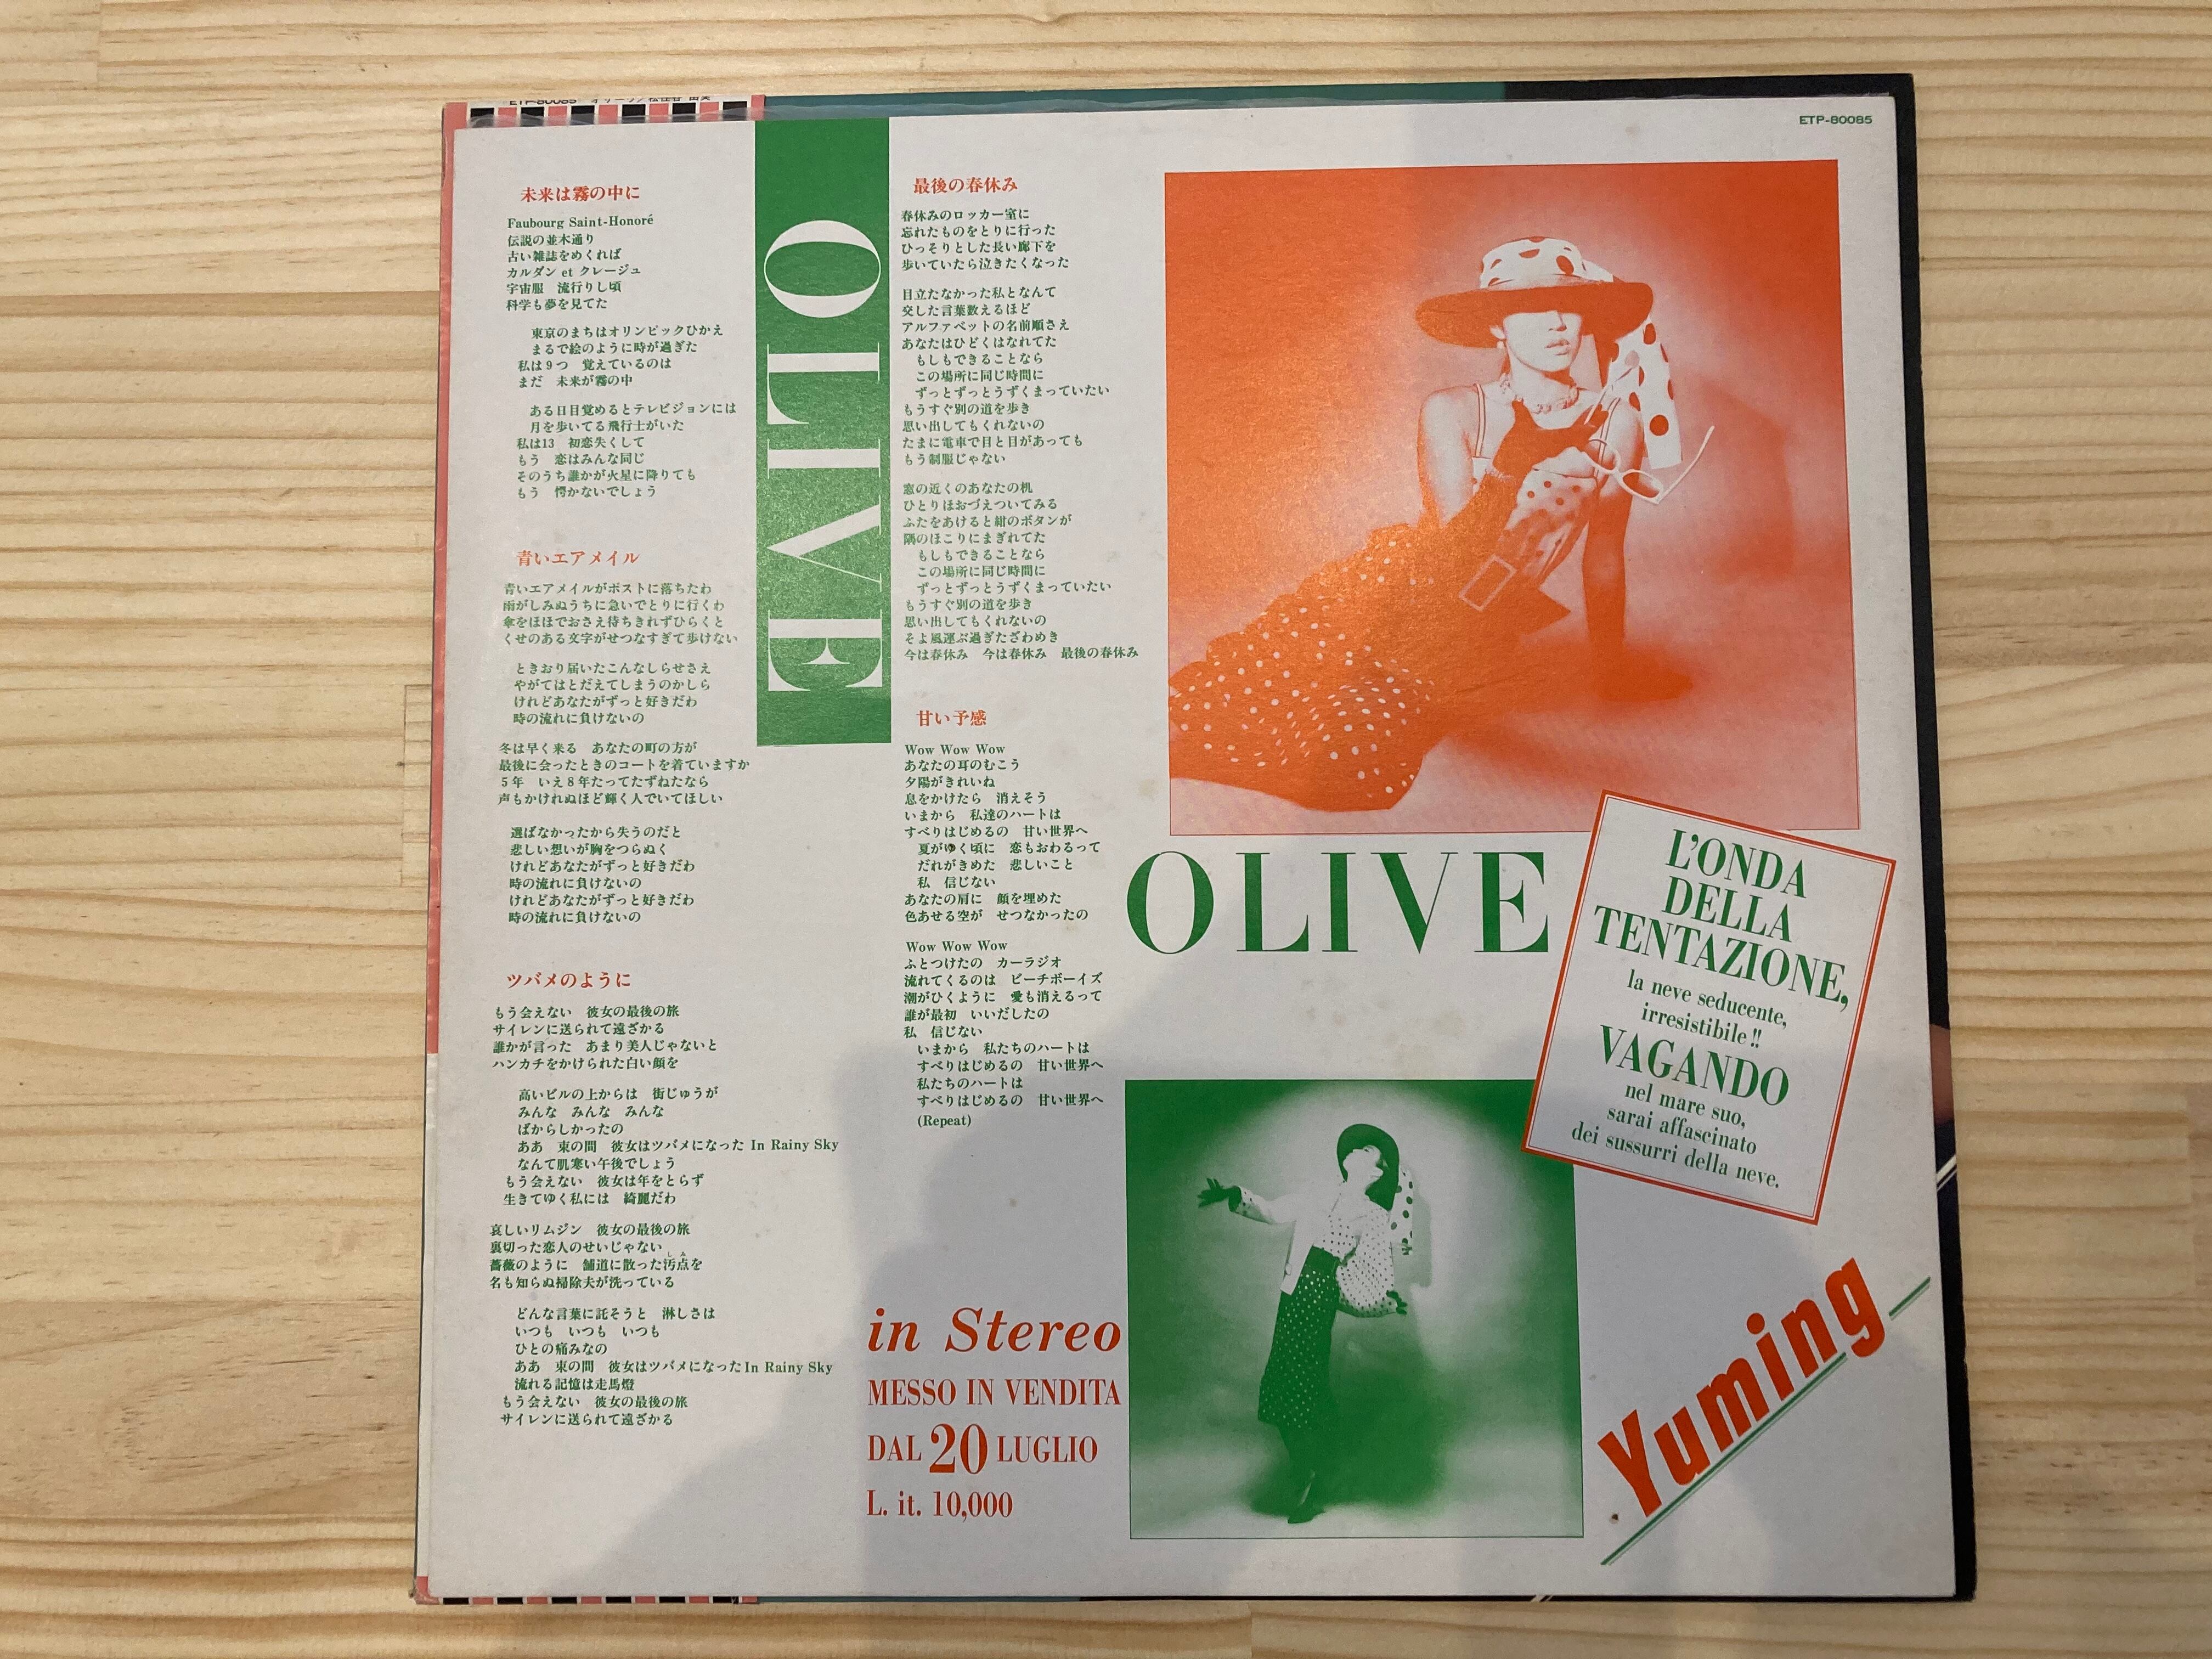 ETP-80085 オリーヴ／松任谷 由実
ETP-80085
OLIVE
未来は霧の中に
Faubourg Saint-Honoré
伝説の並木通り
古い雑誌をめくれば
カルダン et クレージュ
宇宙服　流行りし頃
科学も夢を見てた
東京のまちはオリンピックひかえ
まるで絵のように時が過ぎた
私は9つ　覚えているのは
まだ　未来が霧の中
ある日目覚めるとテレビジョンには
月を歩いてる飛行士がいた
私は13　初恋失くして
もう　恋はみんな同じ
そのうち誰かが火星に降りても
もう　愕かないでしょう
青いエアメイル
青いエアメイルがポストに落ちたわ
雨がしみぬうちに急いでとりに行くわ
傘をほほでおさえ待ちきれずひらくと
くせのある文字がせつなすぎて歩けない
ときおり届いたこんなしらせさえ
やがてはとだえてしまうのかしら
けれどあなたがずっと好きだわ
時の流れに負けないの
冬は早く来る　あなたの町の方が
最後に会ったときのコートを着ていますか
5年　いえ8年たってたずねたなら
声もかけれぬほど輝く人でいてほしい
選ばなかったから失うのだと
悲しい想いが胸をつらぬく
けれどあなたがずっと好きだわ
時の流れに負けないの
けれどあなたがずっと好きだわ
時の流れに負けないの
ツバメのように
もう会えない　彼女の最後の旅
サイレンに送られて遠ざかる
誰かが言った　あまり美人じゃないと
ハンカチをかけられた白い顔を
高いビルの上からは　街じゅうが
みんな　みんな　みんな
ばからしかったの
ああ　束の間　彼女はツバメになった In Rainy Sky
なんて肌寒い午後でしょう
もう会えない　彼女は年をとらず
生きてゆく私には　綺麗だわ
哀しいリムジン　彼女の最後の旅
裏切った恋人のせいじゃない
薔薇のように　舗道に散った汚点を
しみ
名も知らぬ掃除夫が洗っている
どんな言葉に託そうと　淋しさは
いつも　いつも　いつも
ひとの痛みなの
ああ　束の間　彼女はツバメになった In Rainy Sky
流れる記憶は走馬燈
もう会えない　彼女の最後の旅
サイレンに送られて遠ざかる
最後の春休み
春休みのロッカー室に
忘れたものをとりに行った
ひっそりとした長い廊下を
歩いていたら泣きたくなった
目立たなかった私となんて
交した言葉数えるほど
アルファベットの名前順さえ
あなたはひどくはなれてた
もしもできることなら
この場所に同じ時間に
ずっとずっとうずくまっていたい
もうすぐ別の道を歩き
思い出してもくれないの
たまに電車で目と目があっても
もう制服じゃない
窓の近くのあなたの机
ひとりほおづえついてみる
ふたをあけると紺のボタンが
隅のほこりにまぎれてた
もしもできることなら
この場所に同じ時間に
ずっとずっとうずくまっていたい
もうすぐ別の道を歩き
思い出してもくれないの
そよ風運ぶ過ぎたざわめき
今は春休み　今は春休み　最後の春休み
甘い予感
Wow Wow Wow
あなたの耳のむこう
夕陽がきれいね
息をかけたら　消えそう
いまから　私達のハートは
すべりはじめるの　甘い世界へ
夏がゆく頃に　恋もおわるって
だれがきめた　悲しいこと
私　信じない
あなたの肩に　顔を埋めた
色あせる空が　せつなかったの
Wow Wow Wow
ふとつけたの　カーラジオ
流れてくるのは　ビーチボーイズ
潮がひくように　愛も消えるって
誰が最初　いいだしたの
私　信じない
いまから　私たちのハートは
すべりはじめるの　甘い世界へ
私たちのハートは
すべりはじめるの　甘い世界へ
(Repeat)
OLIVE
L'ONDA
DELLA
TENTAZIONE,
la neve seducente,
irresistibile!!
VAGANDO
nel mare suo,
sarai affascinato
dei sussurri della neve.
in Stereo
MESSO IN VENDITA
DAL 20 LUGLIO
L. it. 10,000
Yuming